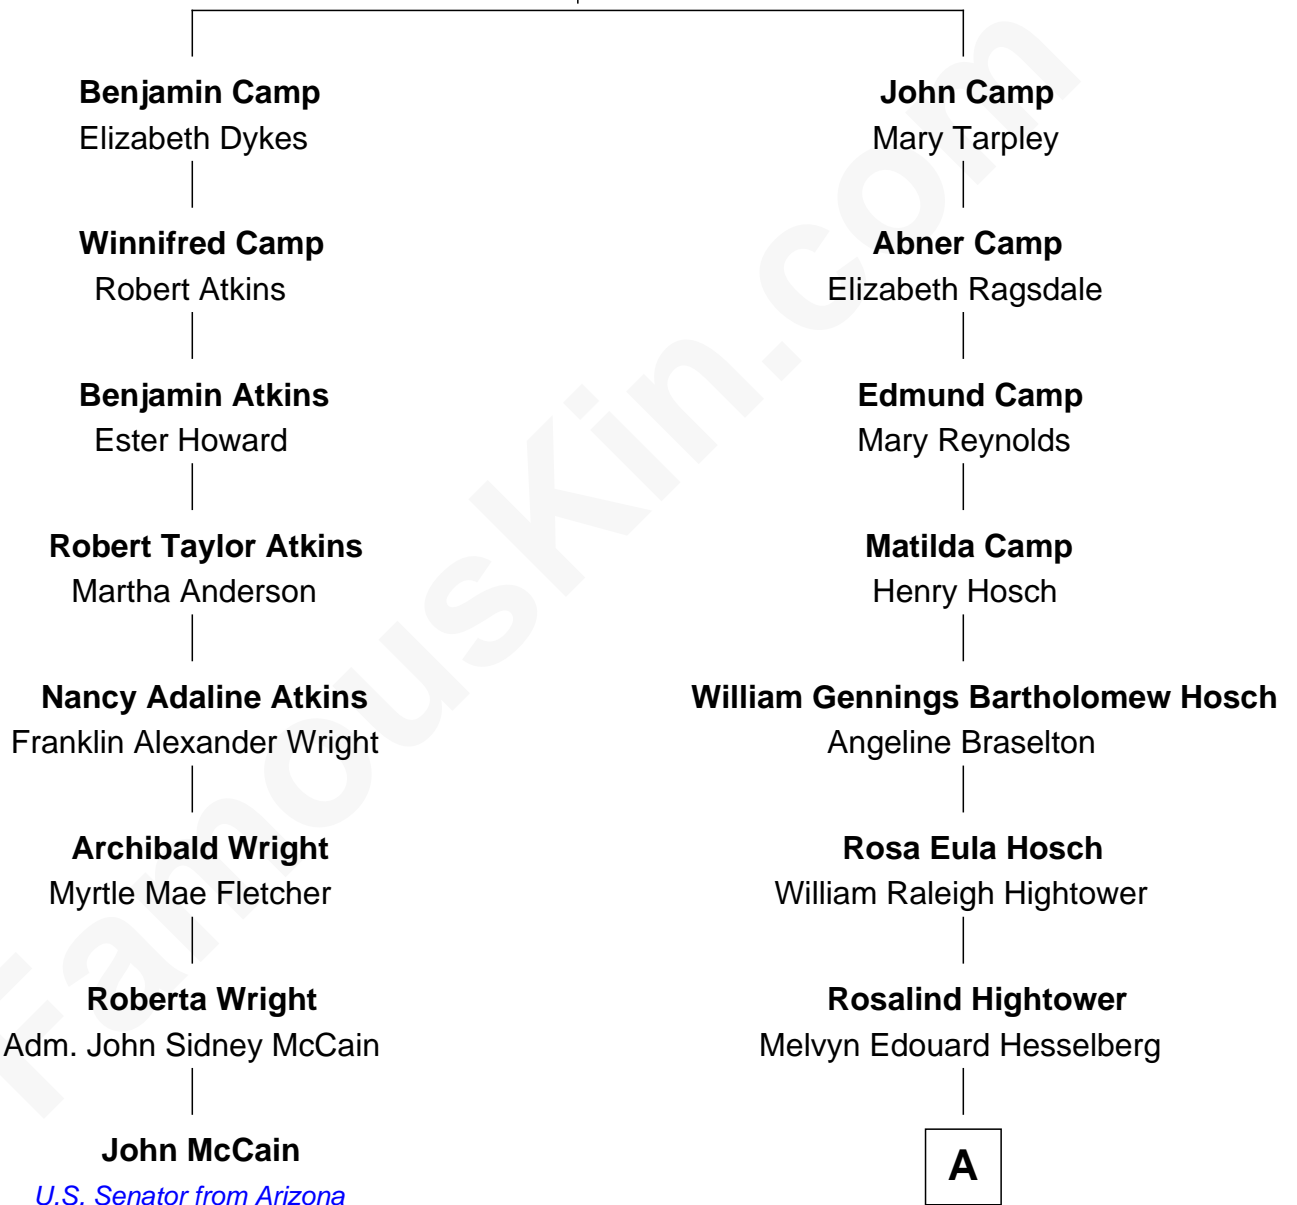 Benjamin Camp
Elizabeth Dykes
John Camp
Mary Tarpley
Winnifred Camp
Robert Atkins
Abner Camp
Elizabeth Ragsdale
Benjamin Atkins
Ester Howard
Edmund Camp
Mary Reynolds
Robert Taylor Atkins
Martha Anderson
Matilda Camp
Henry Hosch
Nancy Adaline Atkins
Franklin Alexander Wright
William Gennings Bartholomew Hosch
Angeline Braselton
Archibald Wright
Myrtle Mae Fletcher
Rosa Eula Hosch
William Raleigh Hightower
Roberta Wright
Adm. John Sidney McCain
Rosalind Hightower
Melvyn Edouard Hesselberg
John McCain
U.S. Senator from Arizona
A
FamousKin.com